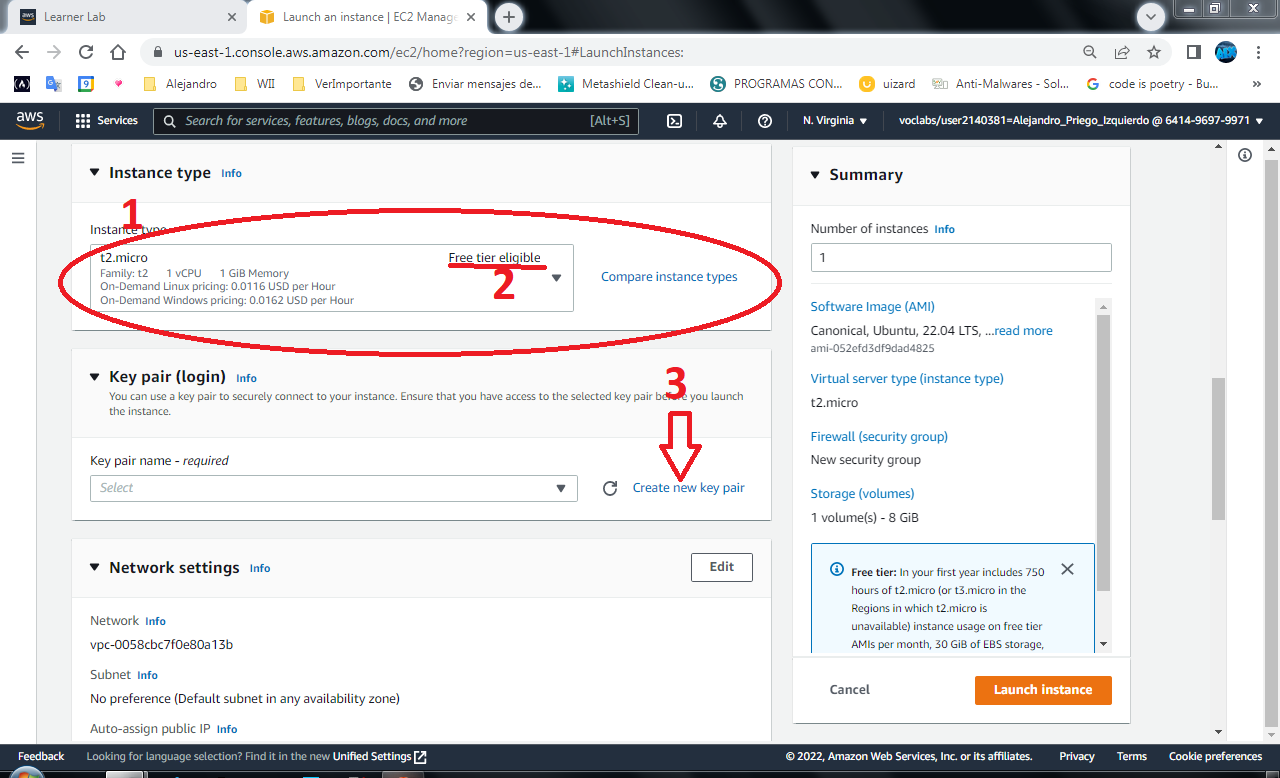 Learner Lab
Launch an instance | EC2 Manage
us-east-1.console.aws.amazon.com/ec2/home?region=us-east-1#LaunchInstances:
Alejandro
WII
VerImportante
Enviar mensajes de...
Metashield Clean-u...
PROGRAMAS CON...
uizard
Anti-Malwares - Sol...
code is poetry - Bu...
»
aws
Services
Search for services, features, blogs, docs, and more
[Alt+S]
N. Virginia
voclabs/user2140381=Alejandro_Priego_Izquierdo @ 6414-9697-9971
Instance type Info
1
Instance type
t2.micro
Free tier eligible
Family: t2 1 vCPU 1 GiB Memory
On-Demand Linux pricing: 0.0116 USD per Hour
On-Demand Windows pricing: 0.0162 USD per Hour
2
Compare instance types
Key pair (login) Info
You can use a key pair to securely connect to your instance. Ensure that you have access to the selected key pair before you launch
the instance.
3
Key pair name - required
Select
Create new key pair
Network settings Info
Edit
Network Info
vpc-0058cbc7f0e80a13b
Subnet Info
No preference (Default subnet in any availability zone)
Auto-assign public IP Info
Summary
Number of instances Info
1
Software Image (AMI)
Canonical, Ubuntu, 22.04 LTS, ...read more
ami-052efd3df9dad4825
Virtual server type (instance type)
t2.micro
Firewall (security group)
New security group
Storage (volumes)
1 volume(s) - 8 GiB
Free tier: In your first year includes 750
hours of t2.micro (or t3.micro in the
Regions in which t2.micro is
unavailable) instance usage on free tier
AMIs per month, 30 GiB of EBS storage,
Cancel
Launch instance
Feedback
Looking for language selection? Find it in the new Unified Settings
© 2022, Amazon Web Services, Inc. or its affiliates.
Privacy
Terms
Cookie preferences